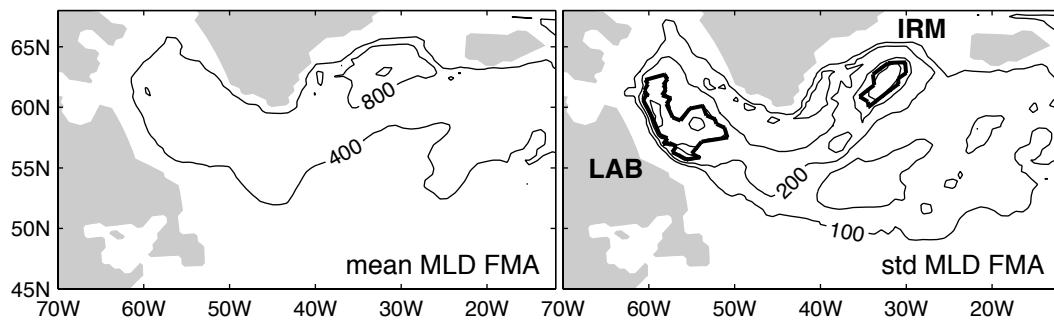 65N
60N
55N
50N
45N
800
400
mean MLD FMA
70W 60W 50W 40W 30W 20W
IRM
LAB
200
100
std MLD FMA
70W 60W 50W 40W 30W 20W